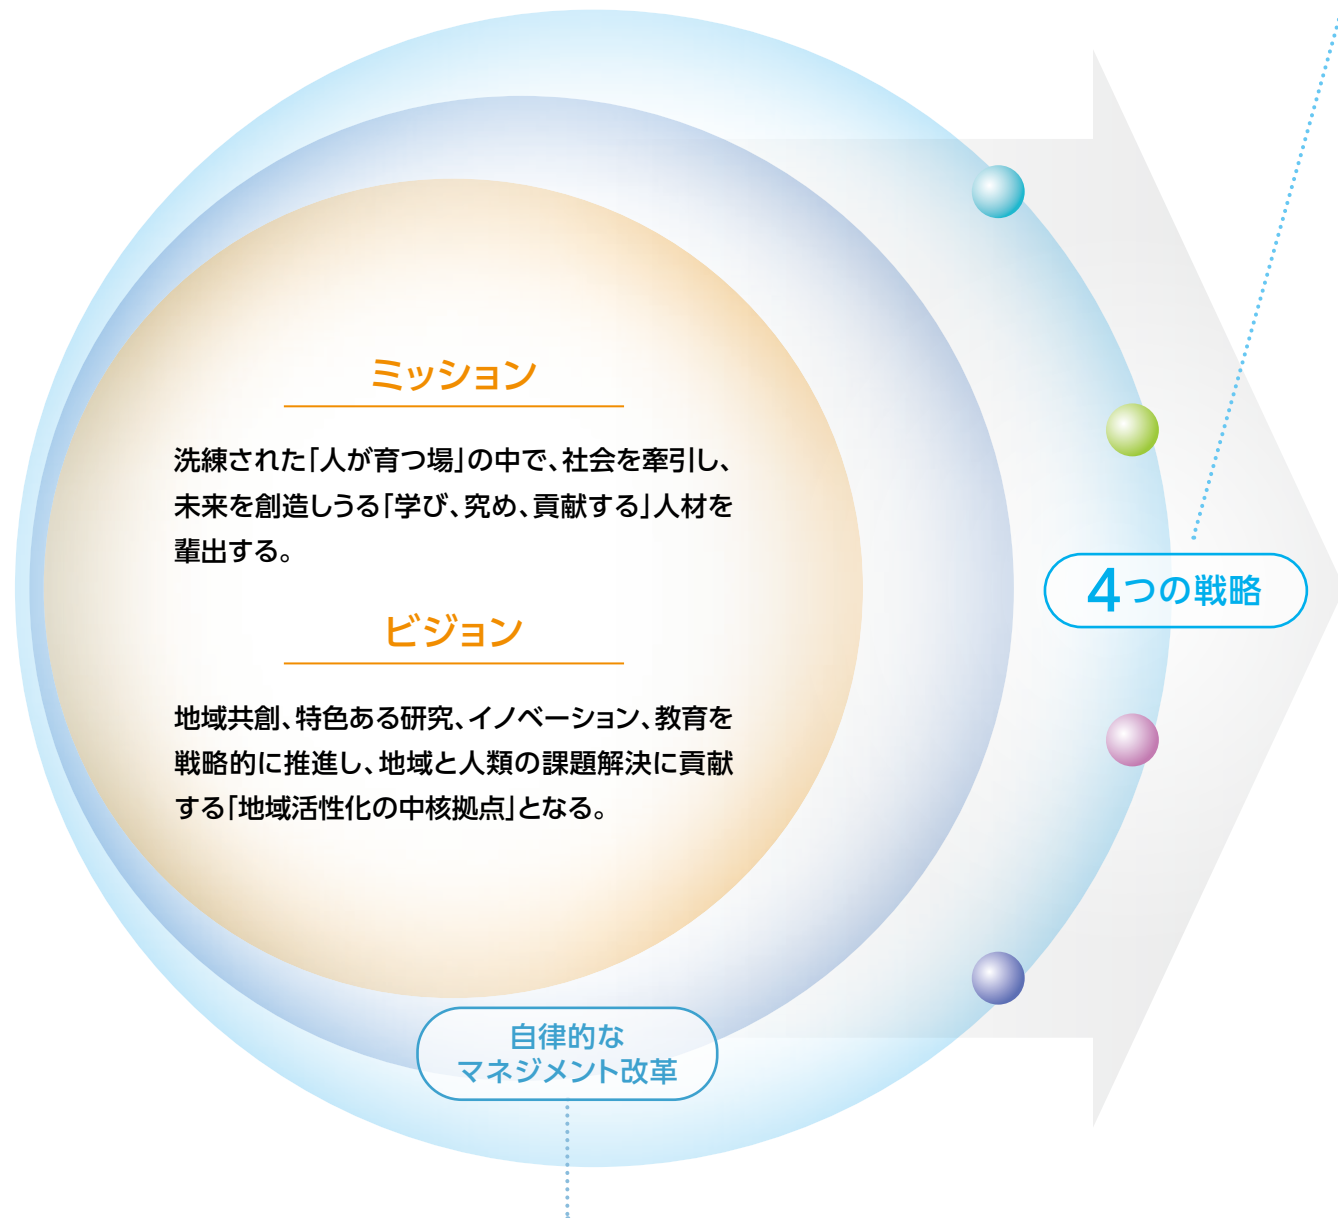 ミッション
洗練された「人が育つ場」の中で、社会を牽引し、
未来を創造しうる「学び、究め、貢献する」人材を
輩出する。
ビジョン
地域共創、特色ある研究、イノベーション、教育を
戦略的に推進し、地域と人類の課題解決に貢献
する「地域活性化の中核拠点」となる。
4つの戦略
自律的な
マネジメント改革